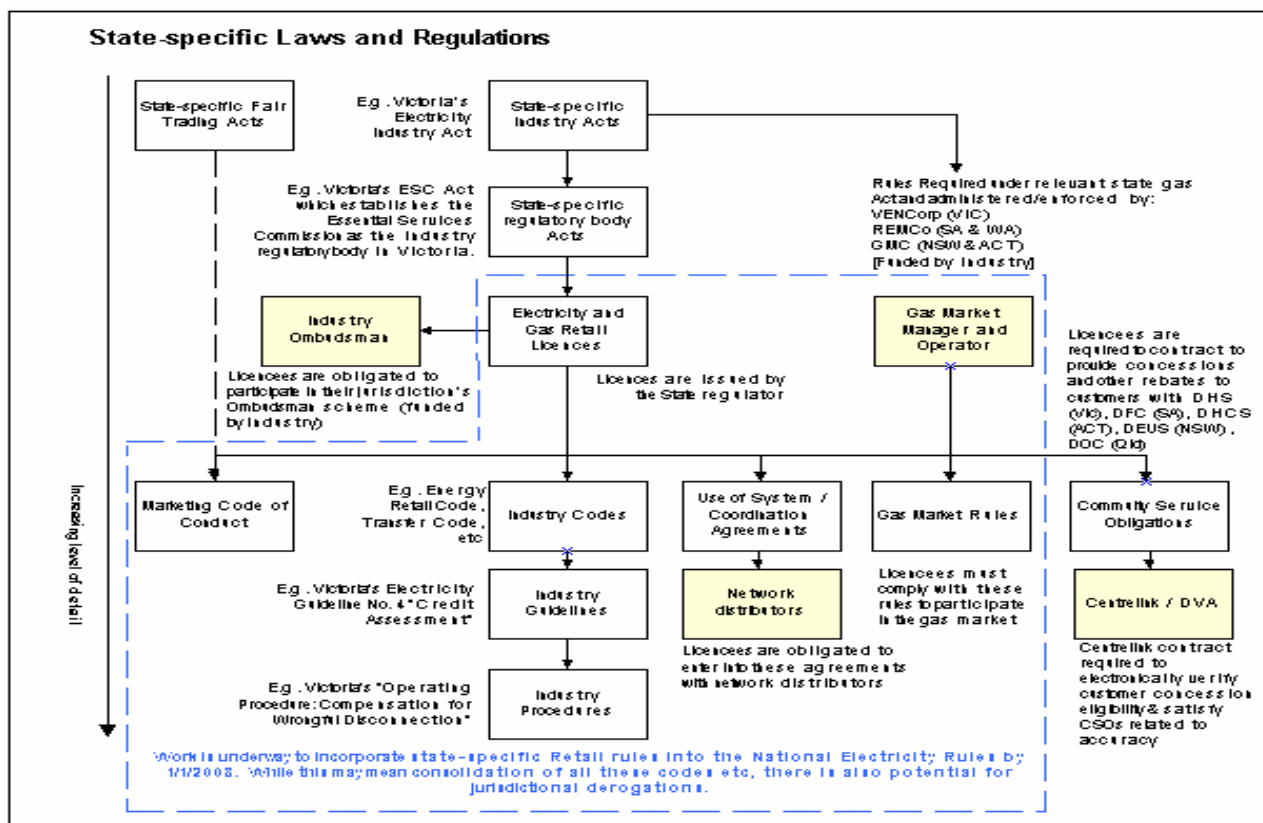 State-specific Laws and Regulations
State-specific Fair
Trading Acts
E.g. Victoria's
Electricity
Industry Act
State-specific
Industry Acts
E.g. Victoria's ESC Act
which establishes the
Essential Services
Commission as the Industry
regulatory body in Victoria.
State-specific
regulatory body
Acts
Rules Required under relevant state gas
Act and administered/enforced by:
VENCorp (VIC)
REMCo (SA & WA)
GMC (NSW & ACT)
[Funded by Industry]
Industry
Ombudsman
Electricity and
Gas Retail
Licences
Gas Market
Manager and
Operator
Licencees are obligated to
participate in their jurisdiction's
Ombudsman scheme (funded
by Industry)
Licences are issued by
the State regulator
Licencees are
required to contract to
provide concessions
and other rebates to
customers with DHS
(Vic), DFC (SA), DHCS
(ACT), DEUS (NSW),
DOC (Qld)
Increasing level of detail
Marketing Code of
Conduct
E.g. Energy
Retail Code,
Transfer Code,
etc
Industry Codes
Use of System /
Coordination
Agreements
Gas Market Rules
Commuity Service
Obligations
E.g. Victoria's Electricity
Guideline No. 4 "Credit
Assessment"
Industry
Guidelines
Network
distributors
Licencees must
comply with these
rules to participate
in the gas market
Centrelink / DVA
Licencees are obligated to
enter into these agreements
with network distributors
Centrelink contract
required to
electronically verify
customer concession
eligibility & satisfy
CSOs related to
accuracy
E.g. Victoria's "Operating
Procedure: Compensation for
Wrongful Disconnection"
Industry
Procedures
Work is underway to incorporate state-specific Retail rules into the National Electricity Rules by
1/1/2008. While this may mean consolidation of all these codes etc, there is also potential for
jurisdictional derogations.